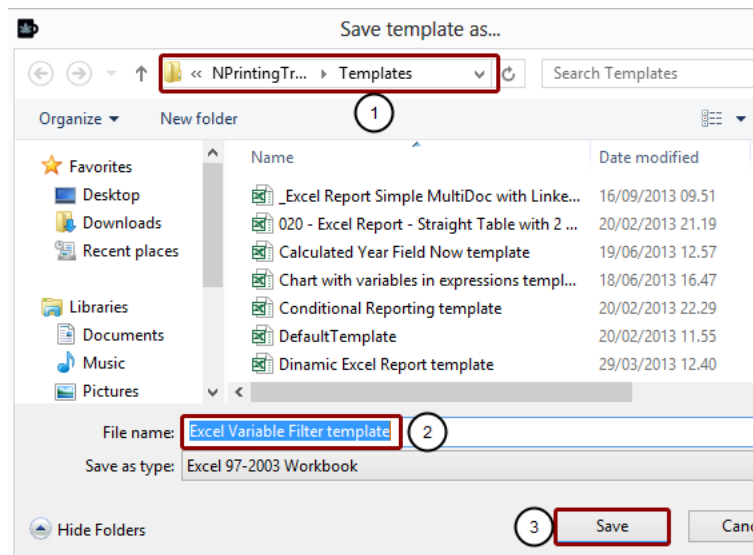 Save template as...
« NPrintingTr... Templates
Search Templates
1
Organize New folder
Name Date modified
Favorites
Desktop
Downloads
Recent places
Libraries
Documents
Music
Pictures
_Excel Report Simple MultiDoc with Linke... 16/09/2013 09.51
020 - Excel Report - Straight Table with 2 ... 20/02/2013 21.19
Calculated Year Field Now template 19/06/2013 12.57
Chart with variables in expressions templ... 18/06/2013 16.47
Conditional Reporting template 20/02/2013 22.29
DefaultTemplate 20/02/2013 11.55
Dinamic Excel Report template 29/03/2013 12.40
File name: Excel Variable Filter template 2
Save as type: Excel 97-2003 Workbook
Hide Folders 3 Save Canc